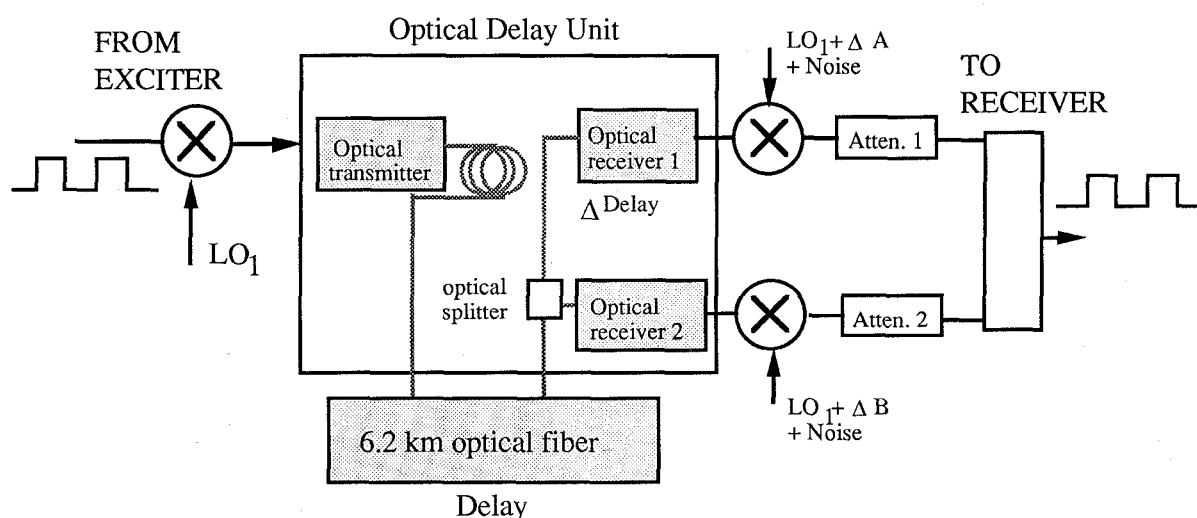 FROM
EXCITER
LO1
Optical Delay Unit
Optical
transmitter
Optical
receiver 1
Δ Delay
optical
splitter
Optical
receiver 2
6.2 km optical fiber
Delay
LO1 + Δ A
+ Noise
LO1 + Δ B
+ Noise
Atten. 1
Atten. 2
TO
RECEIVER